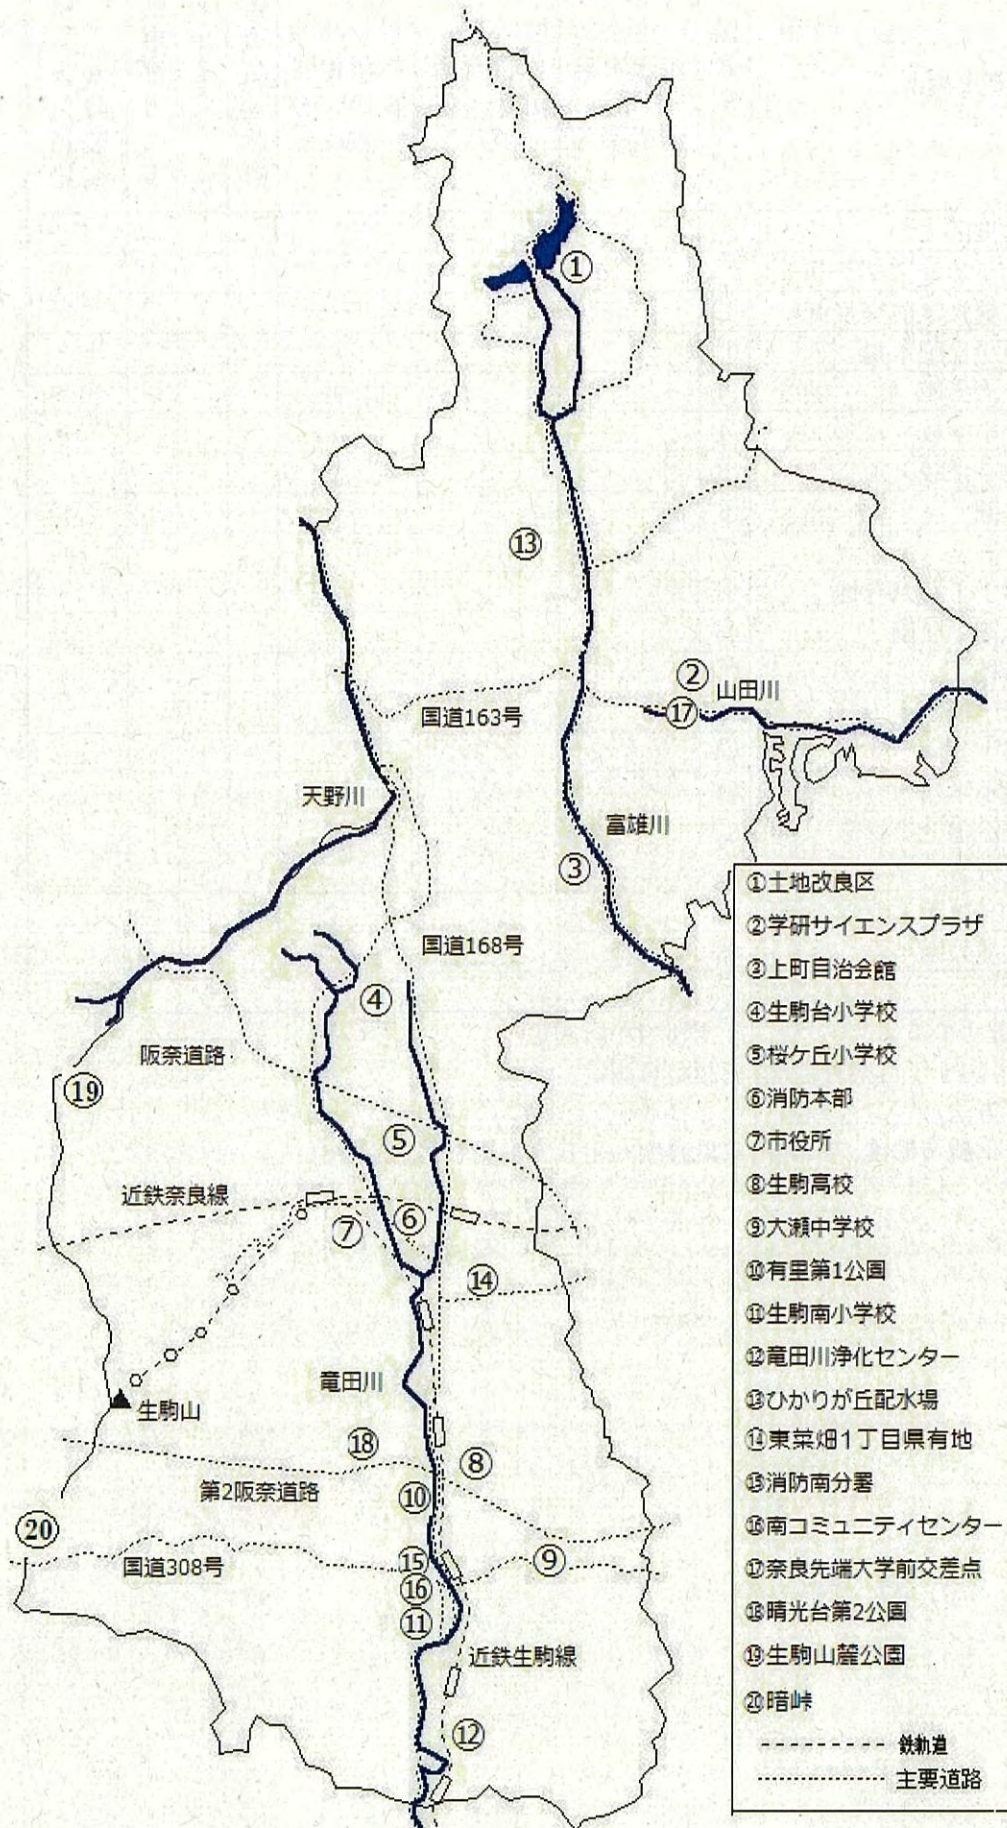 ①
⑬
②
山田川
⑰
国道163号
天野川
富雄川
③
国道168号
④
阪奈道路
⑲
⑤
近鉄奈良線
⑦
⑥
⑭
竜田川
生駒山
⑱
⑧
第2阪奈道路
⑩
⑳
国道308号
⑮
⑨
⑯
⑪
近鉄生駒線
⑫
①土地改良区
②学研サイエンスプラザ
③上町自治会館
④生駒台小学校
⑤桜ケ丘小学校
⑥消防本部
⑦市役所
⑧生駒高校
⑨大瀬中学校
⑩有里第1公園
⑪生駒南小学校
⑫竜田川浄化センター
⑬ひかりが丘配水場
⑭東菜畑1丁目県有地
⑮消防南分署
⑯南コミュニティセンター
⑰奈良先端大学前交差点
⑱晴光台第2公園
⑲生駒山麓公園
⑳暗峠
鉄軌道
主要道路